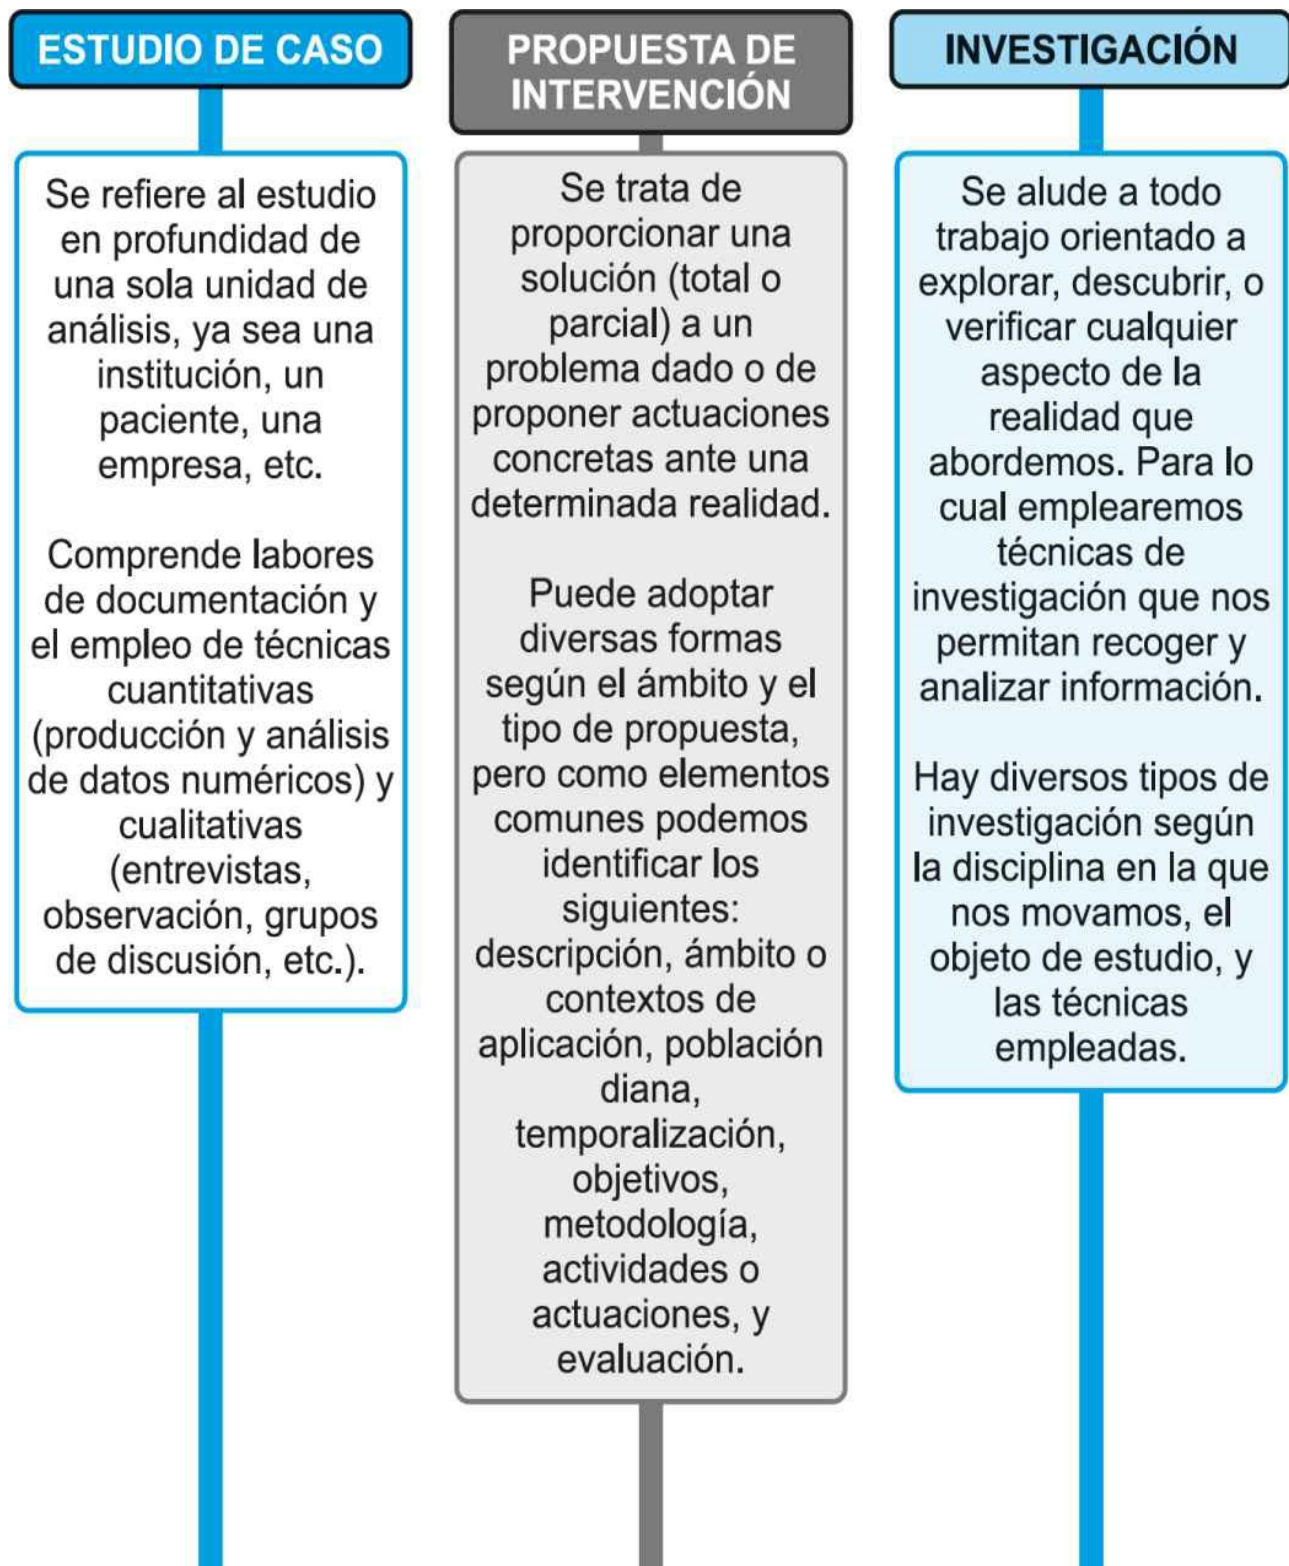 ESTUDIO DE CASO
Se refiere al estudio
en profundidad de
una sola unidad de
análisis, ya sea una
institución, un
paciente, una
empresa, etc.
Comprende labores
de documentación y
el empleo de técnicas
cuantitativas
(producción y análisis
de datos numéricos) y
cualitativas
(entrevistas,
observación, grupos
de discusión, etc.).
PROPUESTA DE
INTERVENCIÓN
Se trata de
proporcionar una
solución (total o
parcial) a un
problema dado o de
proponer actuaciones
concretas ante una
determinada realidad.
Puede adoptar
diversas formas
según el ámbito y el
tipo de propuesta,
pero como elementos
comunes podemos
identificar los
siguientes:
descripción, ámbito o
contextos de
aplicación, población
diana,
temporalización,
objetivos,
metodología,
actividades o
actuaciones, y
evaluación.
INVESTIGACIÓN
Se alude a todo
trabajo orientado a
explorar, descubrir, o
verificar cualquier
aspecto de la
realidad que
abordemos. Para lo
cual emplearemos
técnicas de
investigación que nos
permitan recoger y
analizar información.
Hay diversos tipos de
investigación según
la disciplina en la que
nos movamos, el
objeto de estudio, y
las técnicas
empleadas.